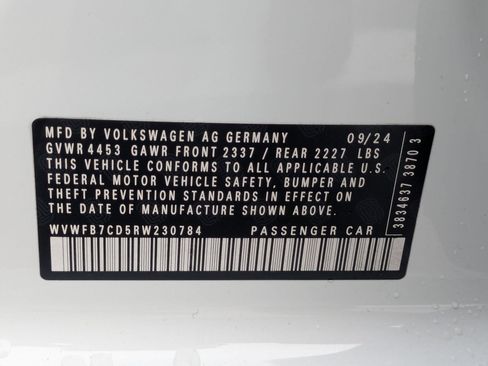 MFD BY VOLKSWAGEN AG GERMANY 09/24
GVWR 4453 GAWR FRONT 2337 / REAR 2227 LBS
THIS VEHICLE CONFORMS TO ALL APPLICABLE U.S.
FEDERAL MOTOR VEHICLE SAFETY, BUMPER AND
THEFT PREVENTION STANDARDS IN EFFECT ON
THE DATE OF MANUFACTURE SHOWN ABOVE.
WVWFB7CD5RW230784 PASSENGER CAR
3834637 3870 3